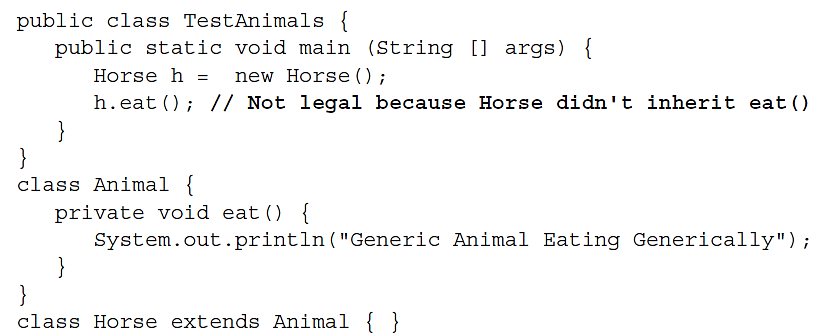 public class TestAnimals {
   public static void main (String [] args) {
      Horse h =  new Horse();
      h.eat(); // Not legal because Horse didn't inherit eat()
   }
}
class Animal {
   private void eat() {
      System.out.println("Generic Animal Eating Generically");
   }
}
class Horse extends Animal { }